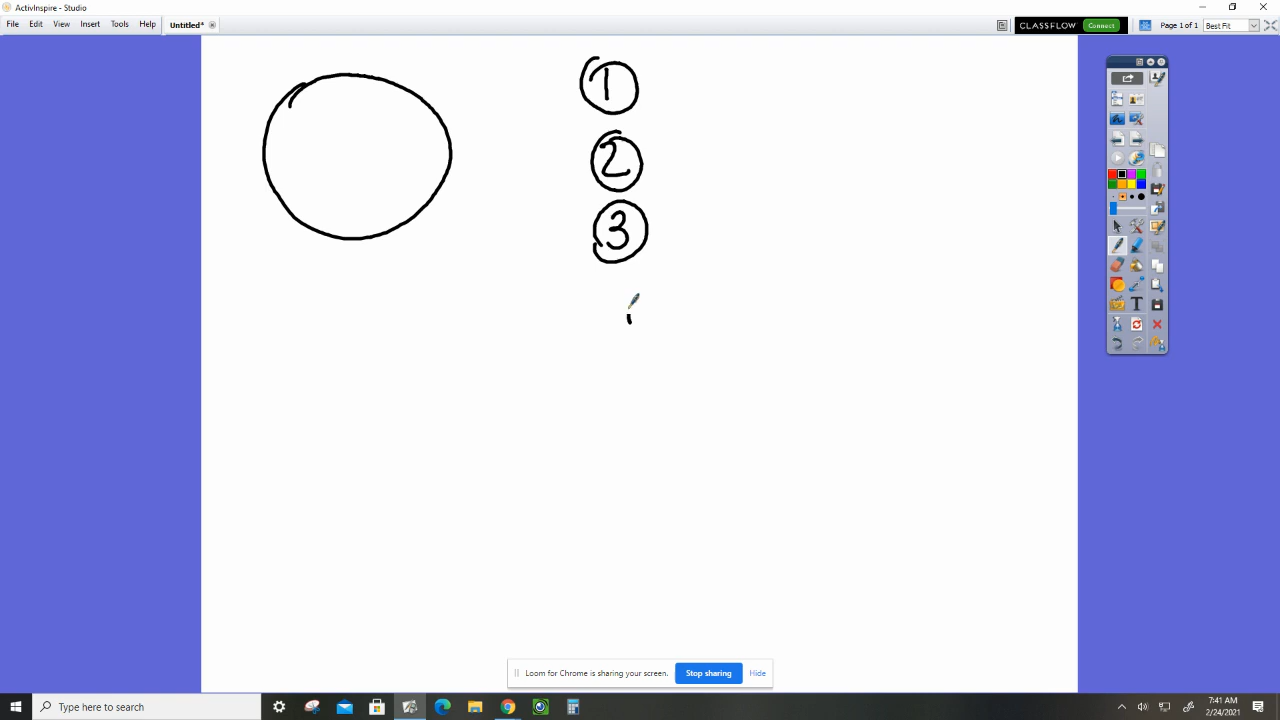 ActivInspire - Studio
File Edit View Insert Tools Help Untitled* CLASSFLOW Connect Page 1 of 1 Best Fit
1
2
3
T
Loom for Chrome is sharing your screen. Stop sharing Hide
Type here to search
7:41 AM
2/24/2021